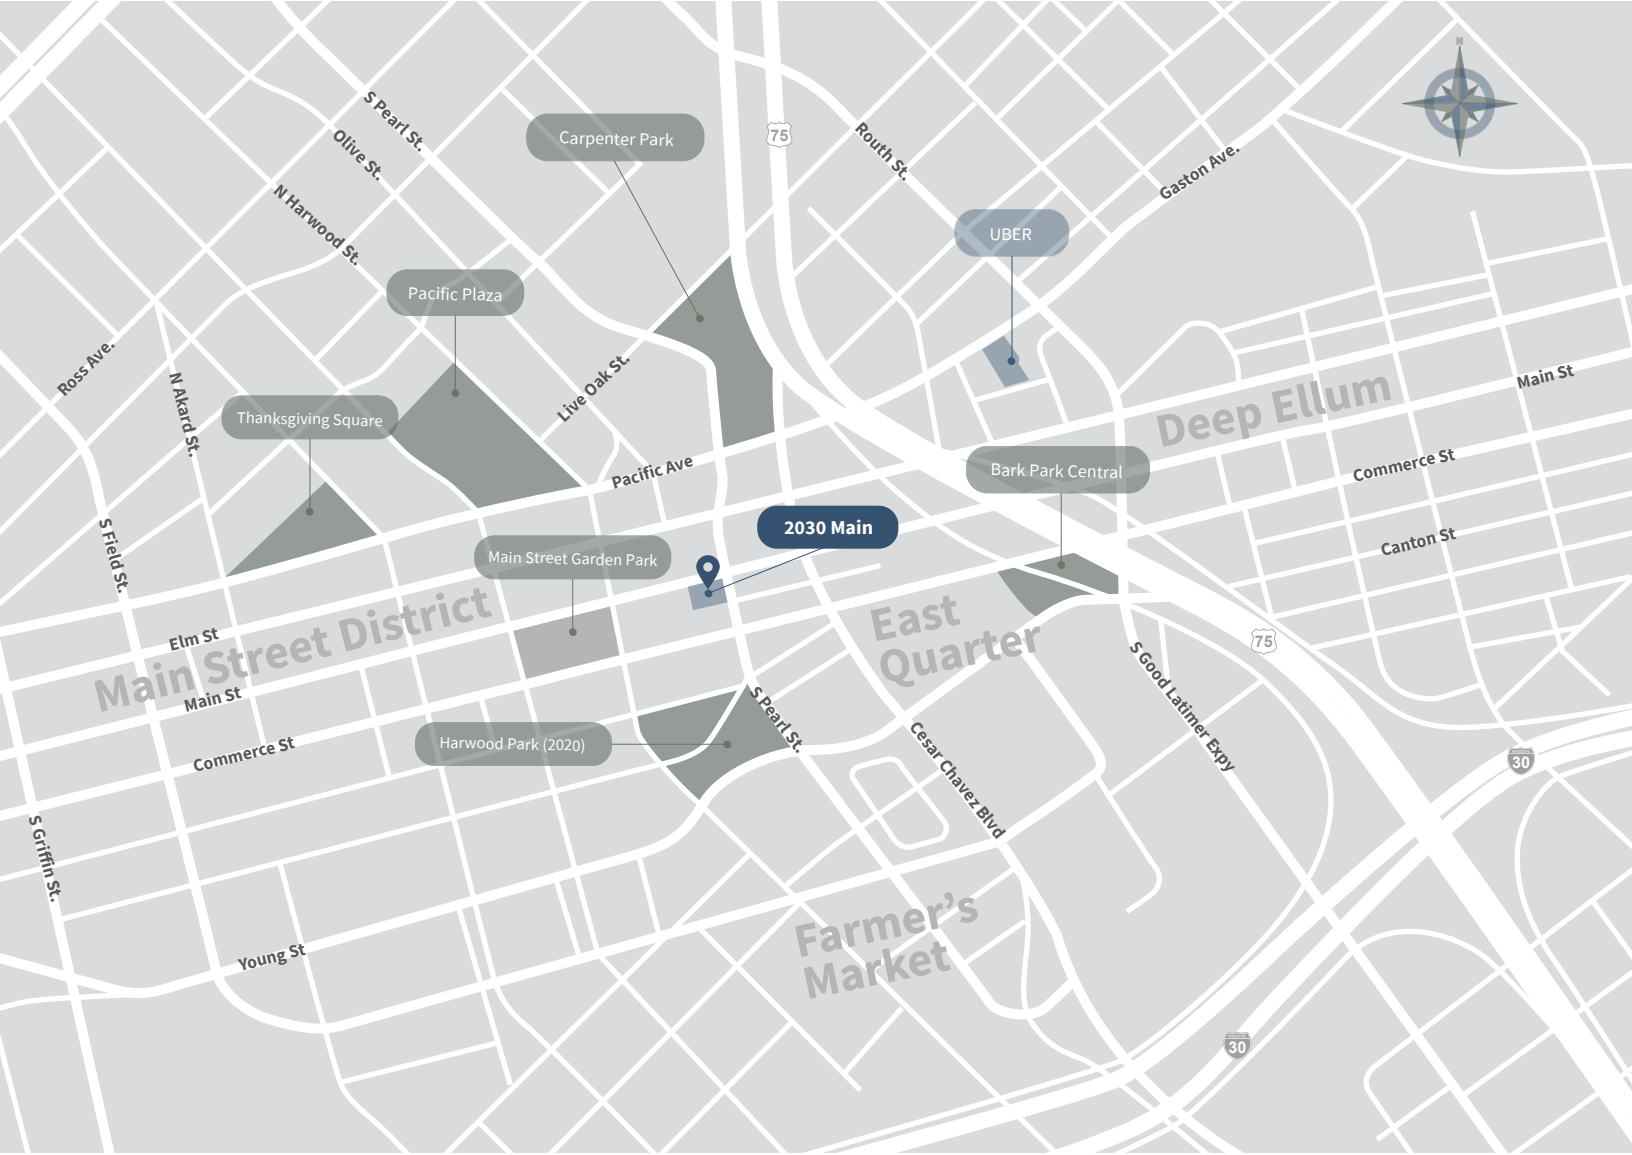 N
S Pearl St.
Olive St.
Carpenter Park
75
Routh St.
Gaston Ave.
N Harwood St.
UBER
Pacific Plaza
Ross Ave.
N Akard St.
Thanksgiving Square
Live Oak St.
Pacific Ave
Main St
Deep Ellum
Commerce St
Bark Park Central
Canton St
S Field St.
2030 Main
Main Street Garden Park
Elm St
Main Street District
Main St
East
Quarter
75
S Good Latimer Expy
Commerce St
Harwood Park (2020)
S Pearl St.
Cesar Chavez Blvd
30
S Griffin St.
Young St
Farmer's
Market
30